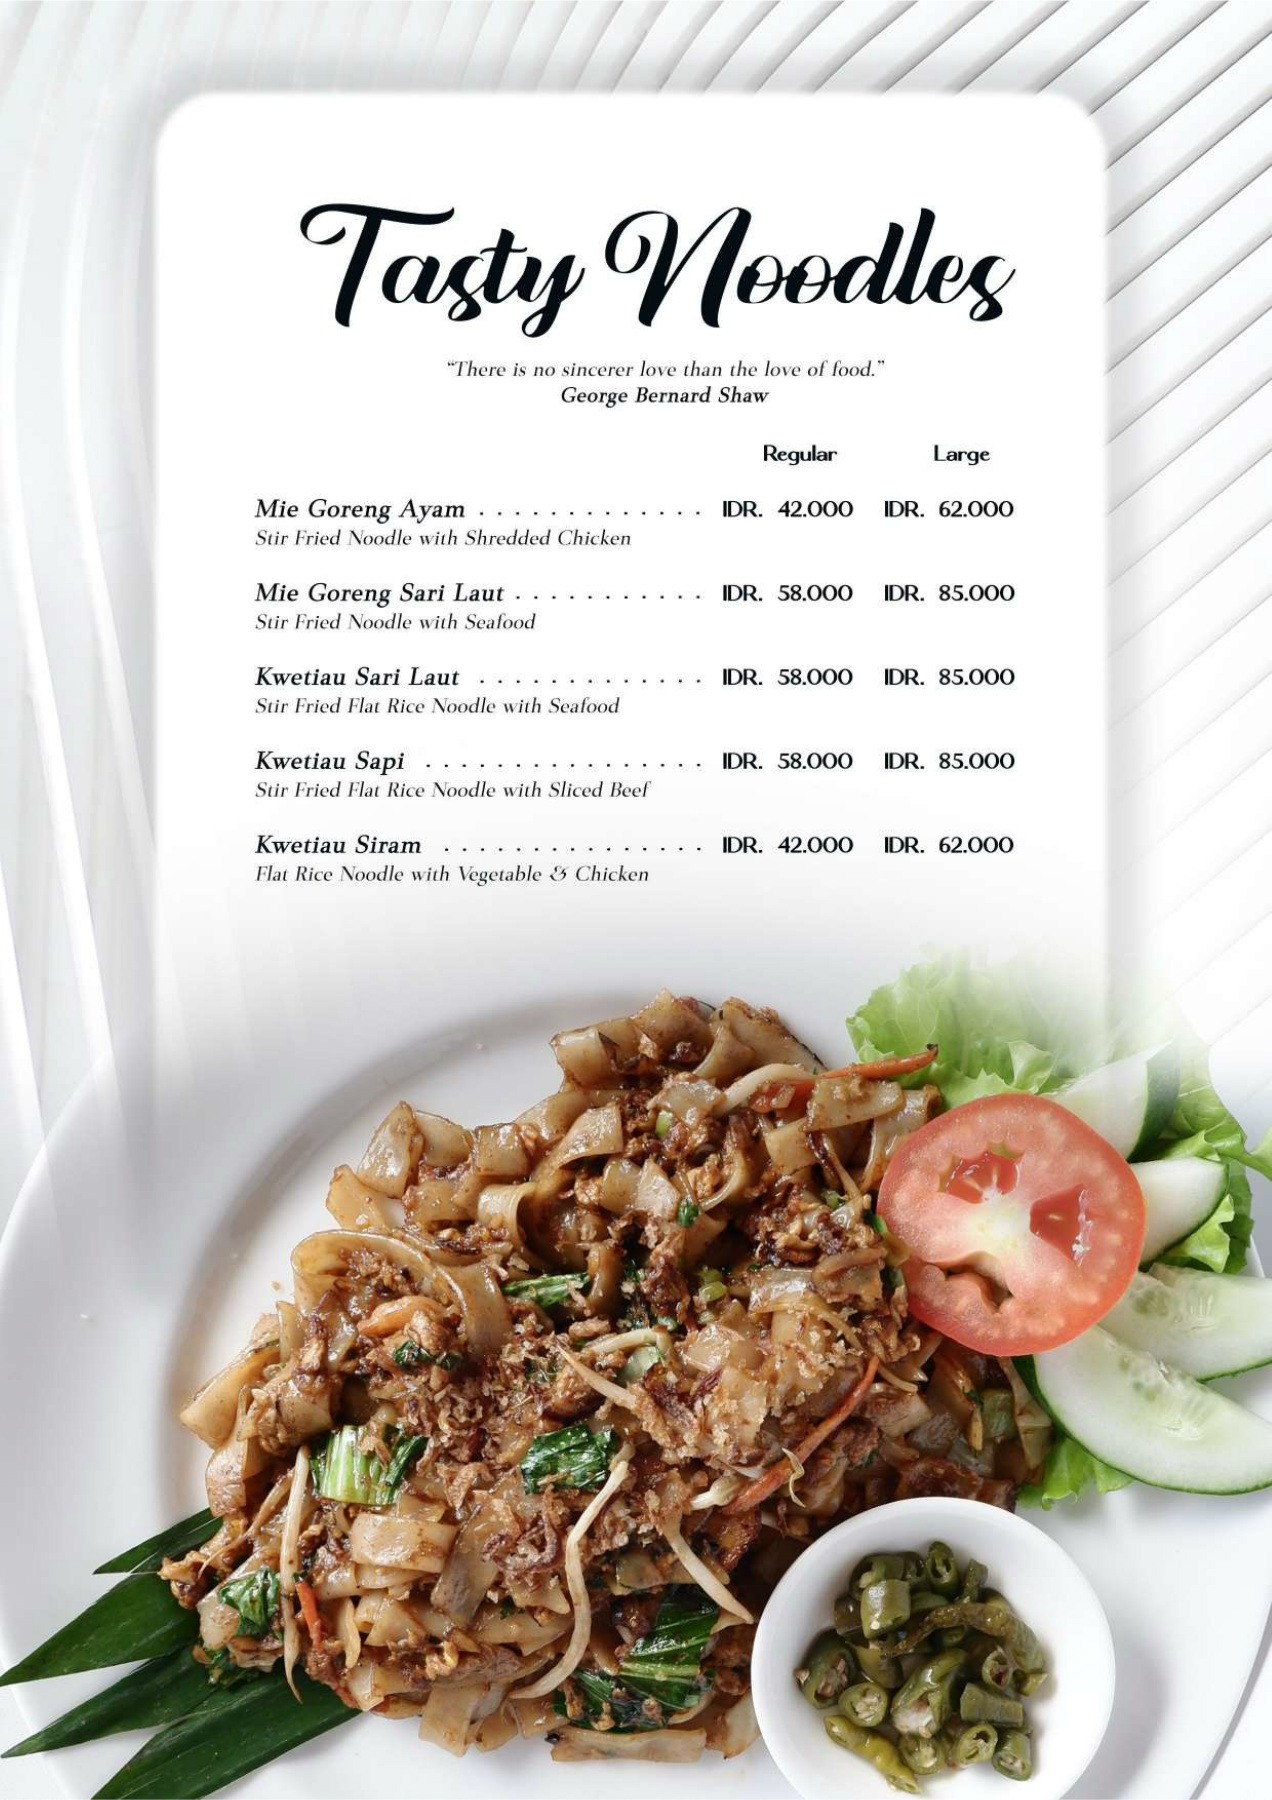 Tasty Noodles
“There is no sincerer love than the love of food.”
George Bernard Shaw
Regular Large
Mie Goreng Ayam . . . . . . . . . . . . . IDR. 42.000 IDR. 62.000
Stir Fried Noodle with Shredded Chicken
Mie Goreng Sari Laut . . . . . . . . . . . IDR. 58.000 IDR. 85.000
Stir Fried Noodle with Seafood
Kwetiau Sari Laut . . . . . . . . . . . . . IDR. 58.000 IDR. 85.000
Stir Fried Flat Rice Noodle with Seafood
Kwetiau Sapi . . . . . . . . . . . . . . . . IDR. 58.000 IDR. 85.000
Stir Fried Flat Rice Noodle with Sliced Beef
Kwetiau Siram . . . . . . . . . . . . . . . IDR. 42.000 IDR. 62.000
Flat Rice Noodle with Vegetable & Chicken